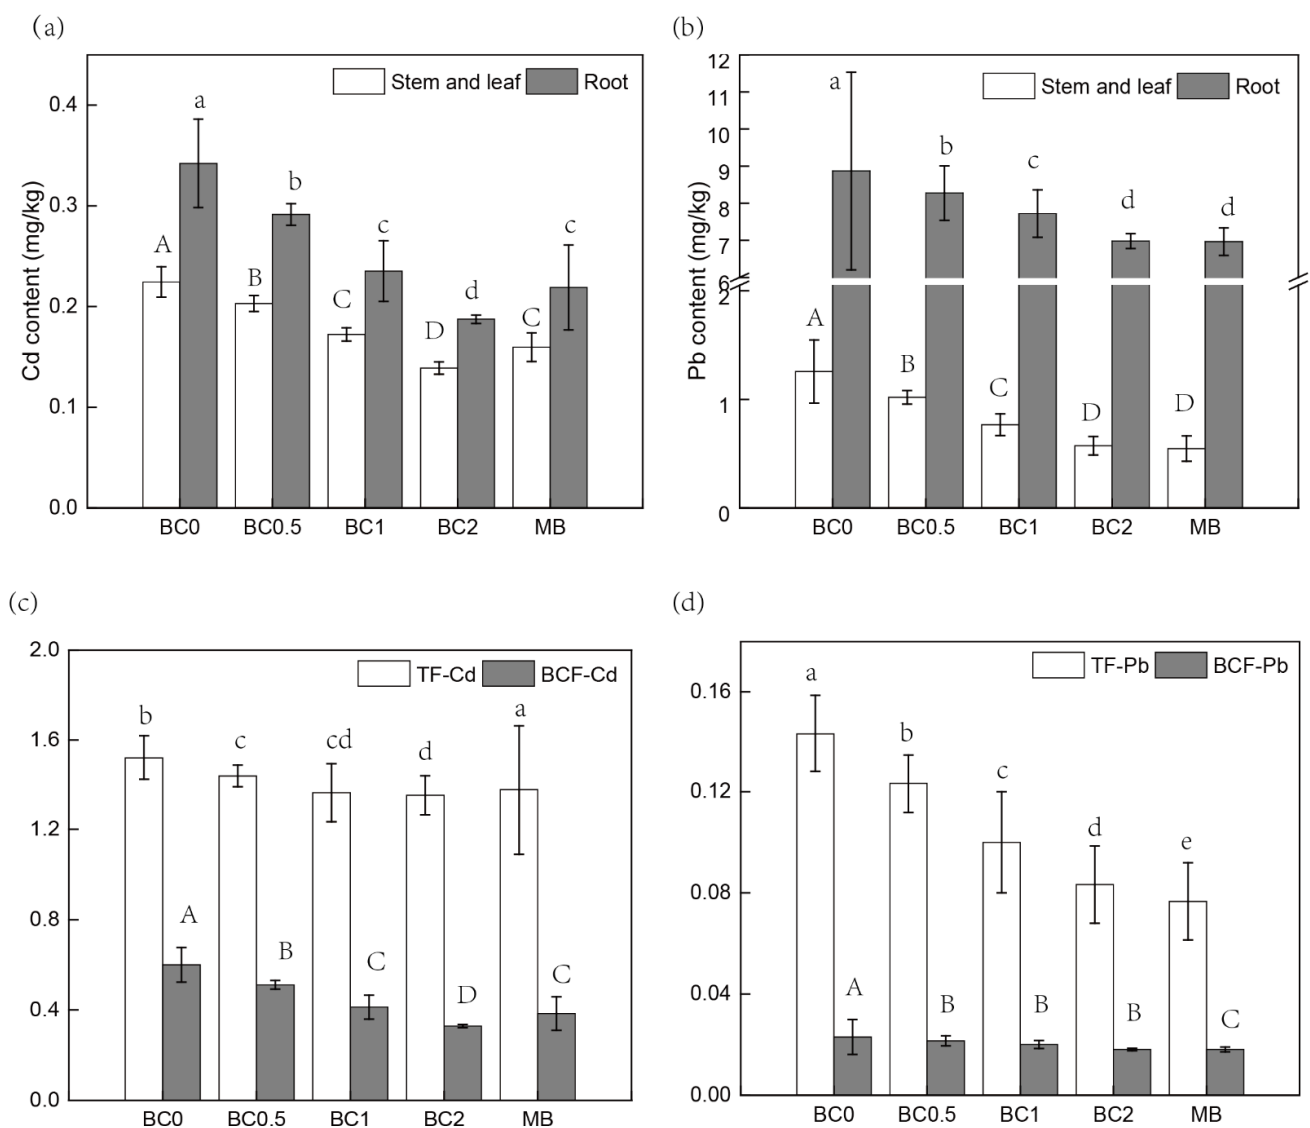 (a)
Stem and leaf Root
Cd content (mg/kg)
0.4
0.3
0.2
0.1
0.0
A a
B b
C c
D d
C c
BC0 BC0.5 BC1 BC2 MB
(b)
Stem and leaf Root
Pb content (mg/kg)
12
11
10
9
8
7
6
2
1
0
A a
B b
C c
D d
D d
BC0 BC0.5 BC1 BC2 MB
(c)
TF-Cd BCF-Cd
2.0
1.6
1.2
0.8
0.4
0.0
b A
c B
cd C
d D
a C
BC0 BC0.5 BC1 BC2 MB
(d)
TF-Pb BCF-Pb
0.16
0.12
0.08
0.04
0.00
a A
b B
c B
d B
e C
BC0 BC0.5 BC1 BC2 MB